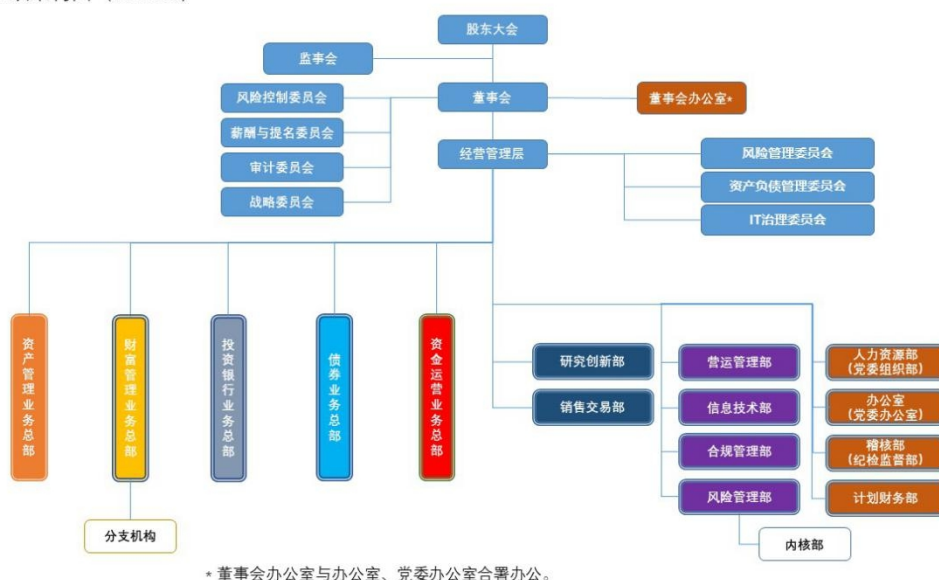 股东大会
监事会
风险控制委员会
董事会
董事会办公室*
薪酬与提名委员会
经营管理层
风险管理委员会
审计委员会
资产负债管理委员会
战略委员会
IT治理委员会
资产管理业务总部
财富管理业务总部
投资银行业务总部
债券业务总部
资金运营业务总部
研究创新部
销售交易部
营运管理部
信息技术部
合规管理部
风险管理部
人力资源部
(党委组织部)
办公室
(党委办公室)
稽核部
(纪检监督部)
计划财务部
分支机构
内核部
* 董事会办公室与办公室、党委办公室合署办公。